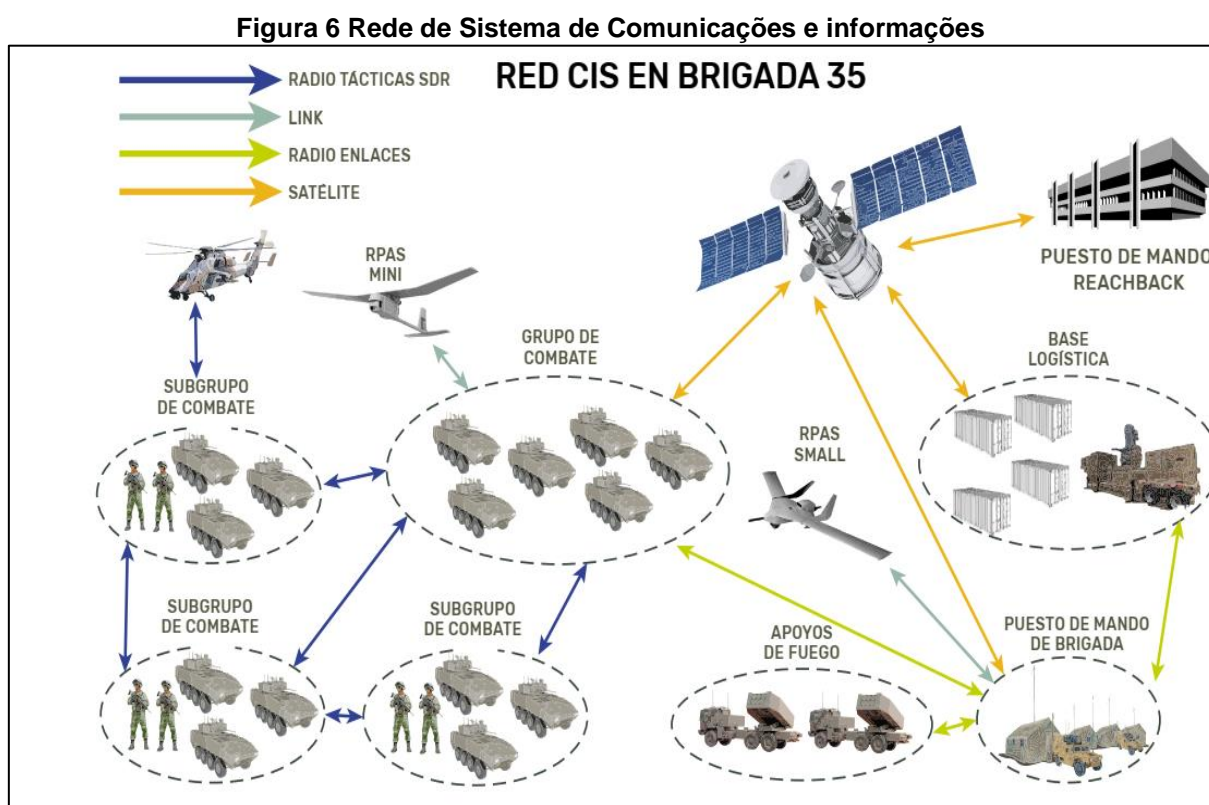 Figura 6 Rede de Sistema de Comunicações e informações
RED CIS EN BRIGADA 35
RADIO TÁCTICAS SDR
LINK
RADIO ENLACES
SATÉLITE
RPAS
MINI
PUESTO DE MANDO
REACHBACK
GRUPO DE
COMBATE
BASE
LOGÍSTICA
SUBGRUPO
DE COMBATE
RPAS
SMALL
SUBGRUPO
DE COMBATE
SUBGRUPO
DE COMBATE
APOYOS
DE FUEGO
PUESTO DE MANDO
DE BRIGADA